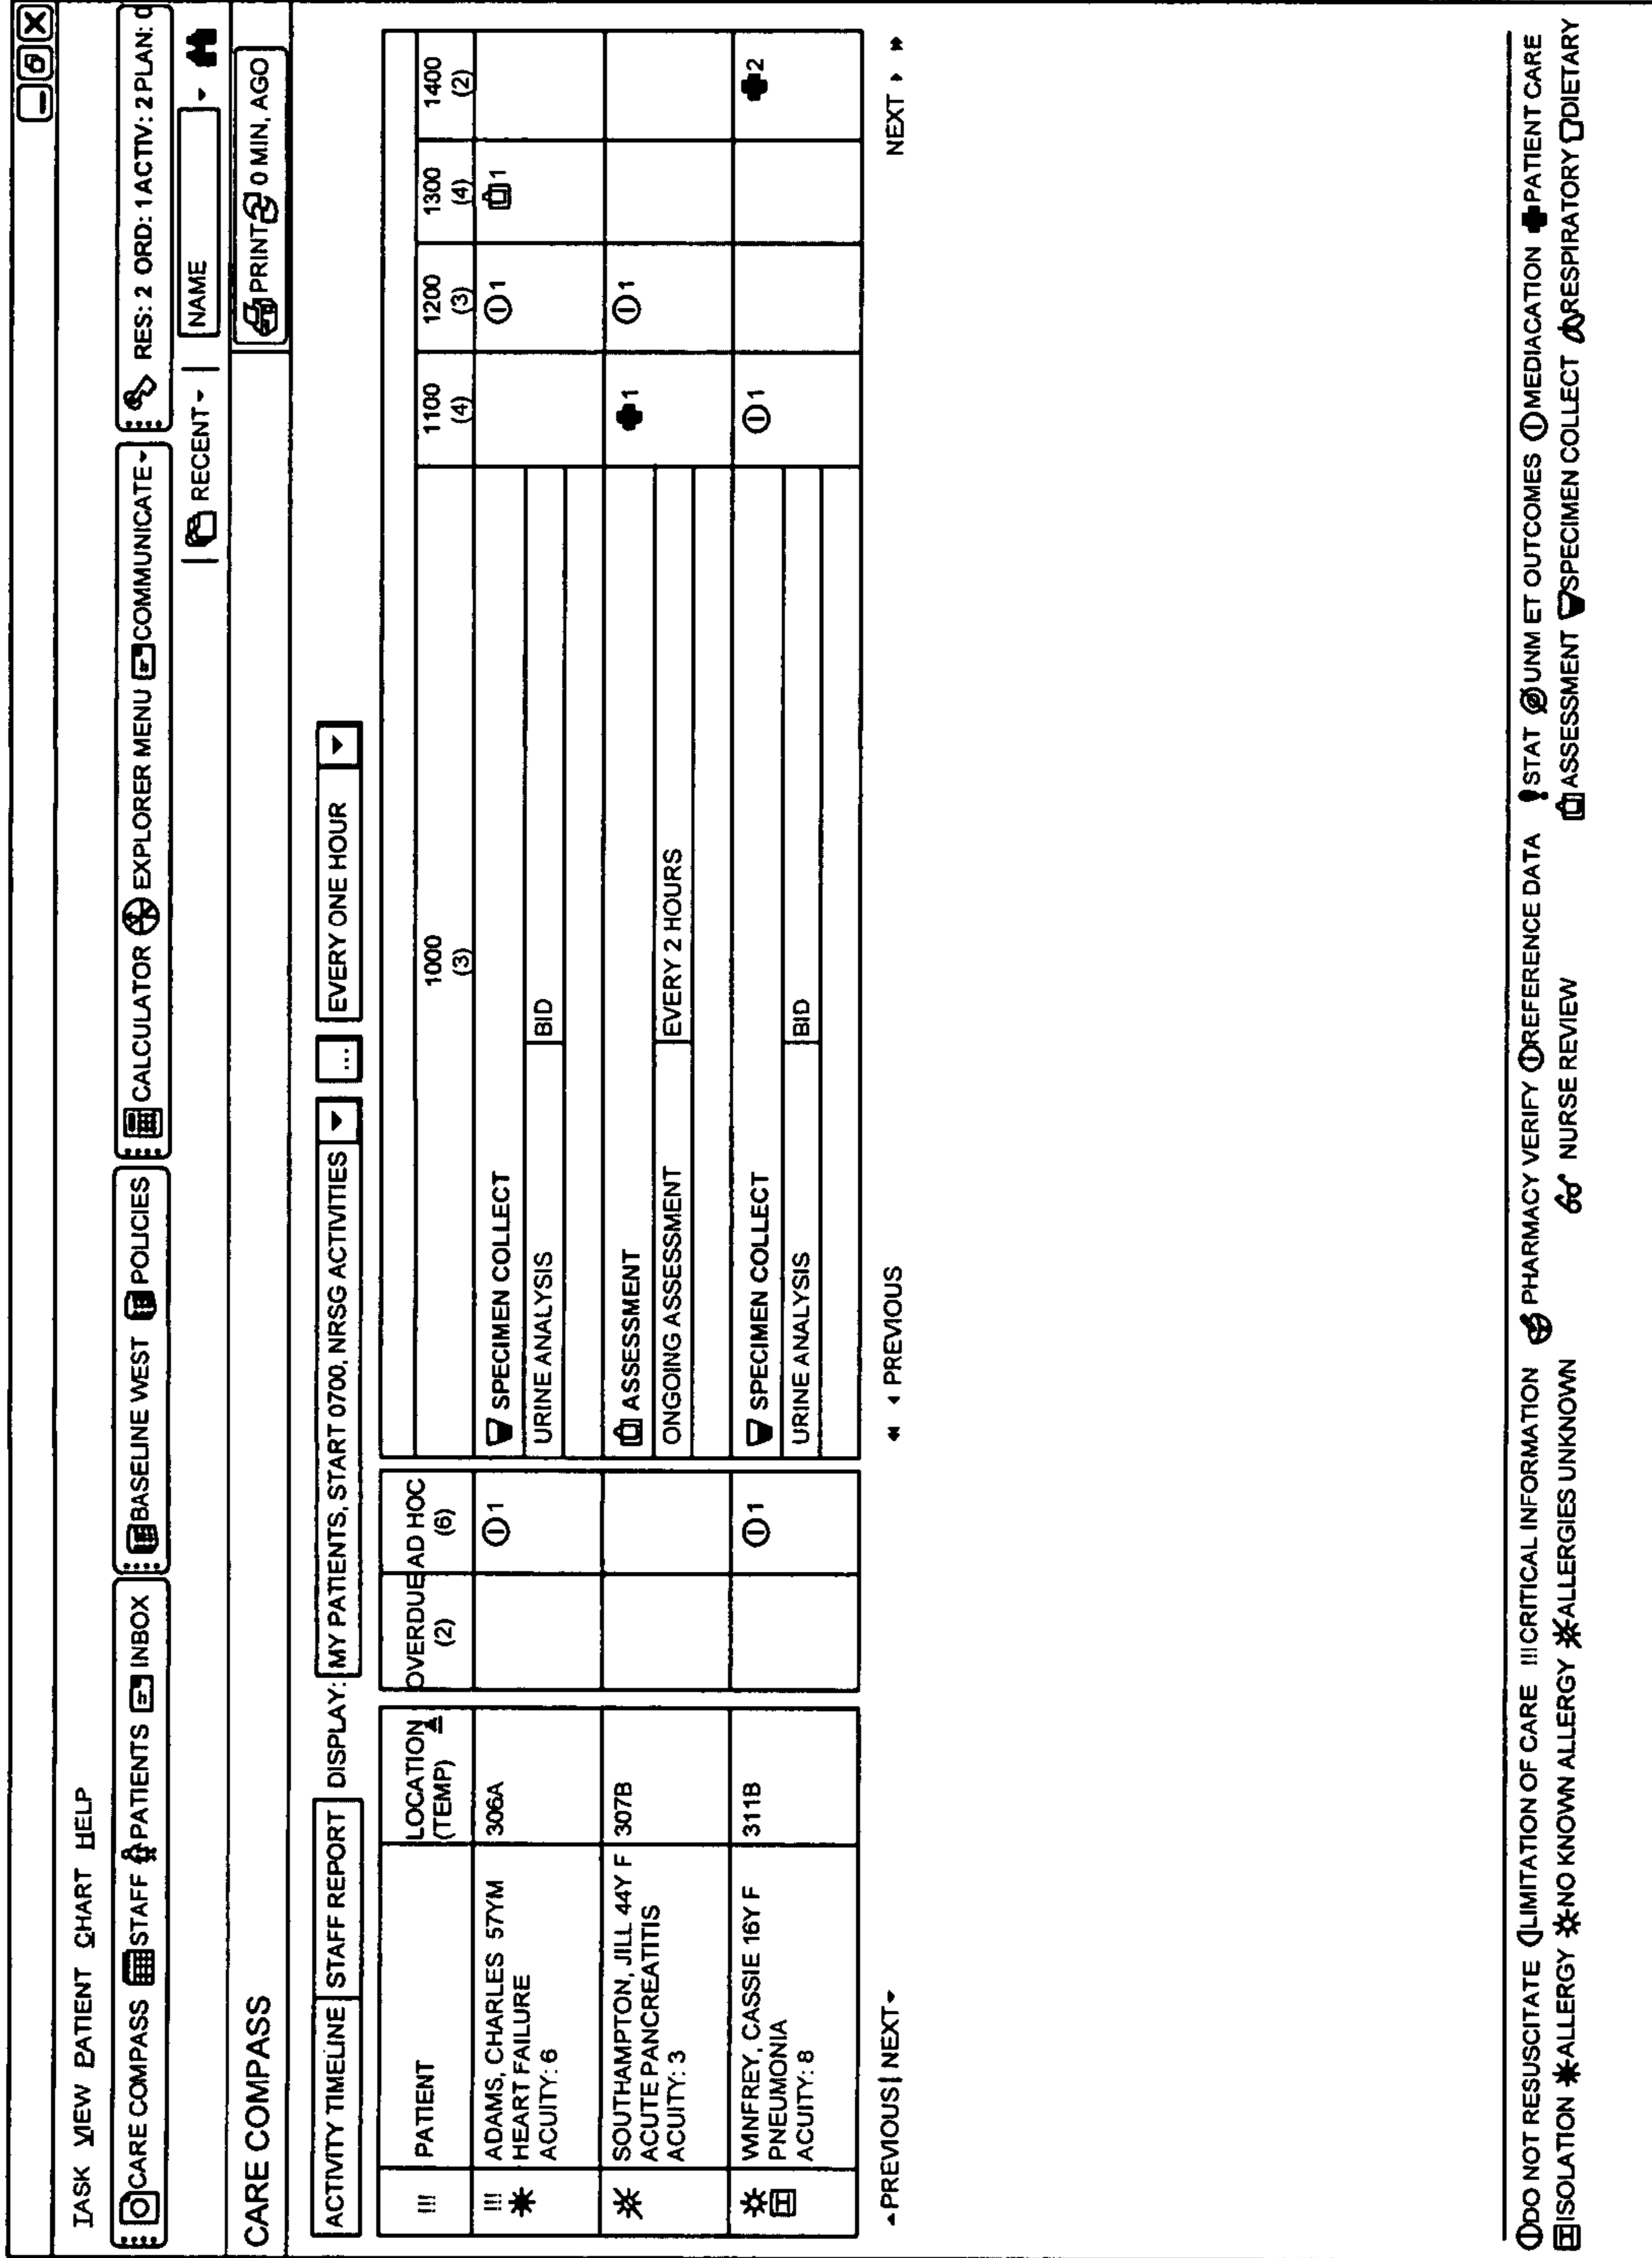 TASK VIEW PATIENT CHART HELP
CARE COMPASS STAFF PATIENTS INBOX BASELINE WEST POLICIES CALCULATOR EXPLORER MENU COMMUNICATE RES: 2 ORD: 1 ACTIV: 2 PLAN: 0
RECENT NAME
CARE COMPASS PRINT 0 MIN, AGO
ACTIVITY TIMELINE STAFF REPORT DISPLAY: MY PATIENTS, START 0700, NRSG ACTIVITIES ... EVERY ONE HOUR
!!! PATIENT LOCATION (TEMP) OVERDUE (2) AD HOC (6) 1000 (3) 1100 (4) 1200 (3) 1300 (4) 1400 (2)
!!! ADAMS, CHARLES 57YM 306A 1 SPECIMEN COLLECT 1 1
HEART FAILURE URINE ANALYSIS BID
ACUITY: 6
SOUTHAMPTON, JILL 44Y F 307B ASSESSMENT 1 1
ACUTE PANCREATITIS ONGOING ASSESSMENT EVERY 2 HOURS
ACUITY: 3
WINFREY, CASSIE 16Y F 311B 1 SPECIMEN COLLECT 1 2
PNEUMONIA URINE ANALYSIS BID
ACUITY: 8
PREVIOUS | NEXT PREVIOUS NEXT
DO NOT RESUSCITATE LIMITATION OF CARE !!! CRITICAL INFORMATION PHARMACY VERIFY REFERENCE DATA STAT UNM ET OUTCOMES MEDIACATION PATIENT CARE
ISOLATION ALLERGY NO KNOWN ALLERGY ALLERGIES UNKNOWN NURSE REVIEW ASSESSMENT SPECIMEN COLLECT RESPIRATORY DIETARY